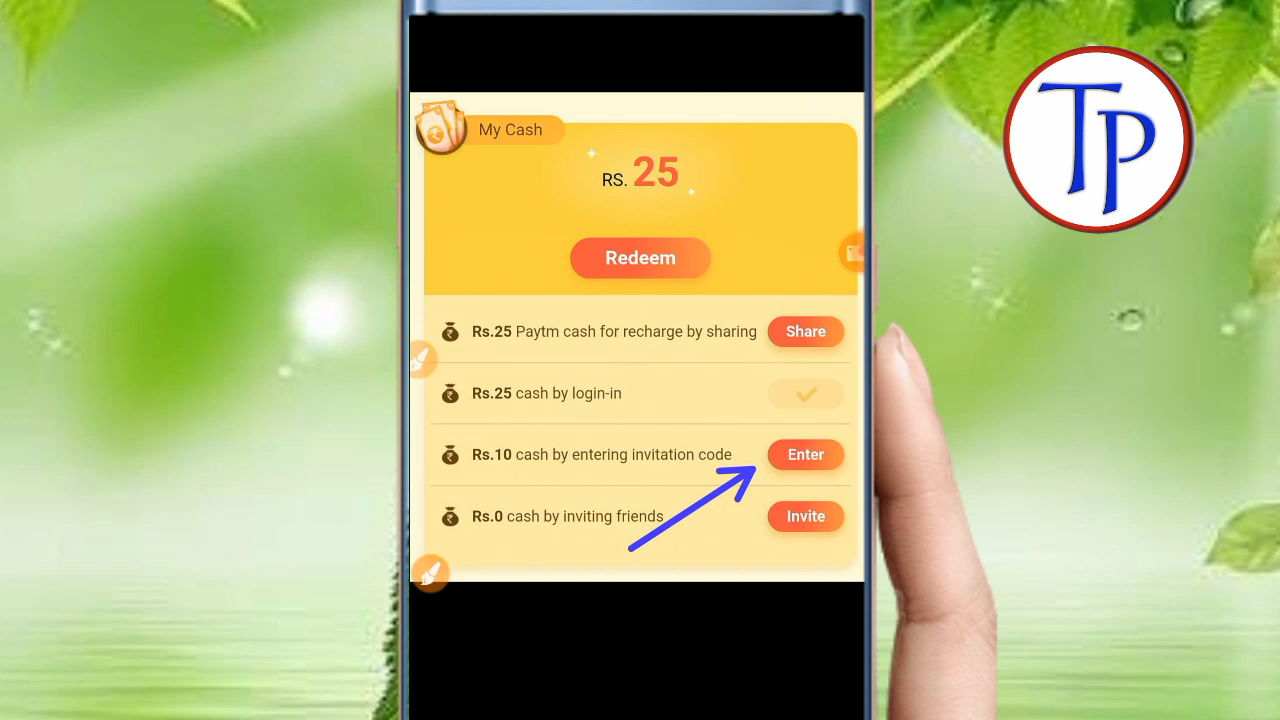 My Cash
RS. 25
Redeem
Rs.25 Paytm cash for recharge by sharing Share
Rs.25 cash by login-in
Rs.10 cash by entering invitation code Enter
Rs.0 cash by inviting friends Invite
TP